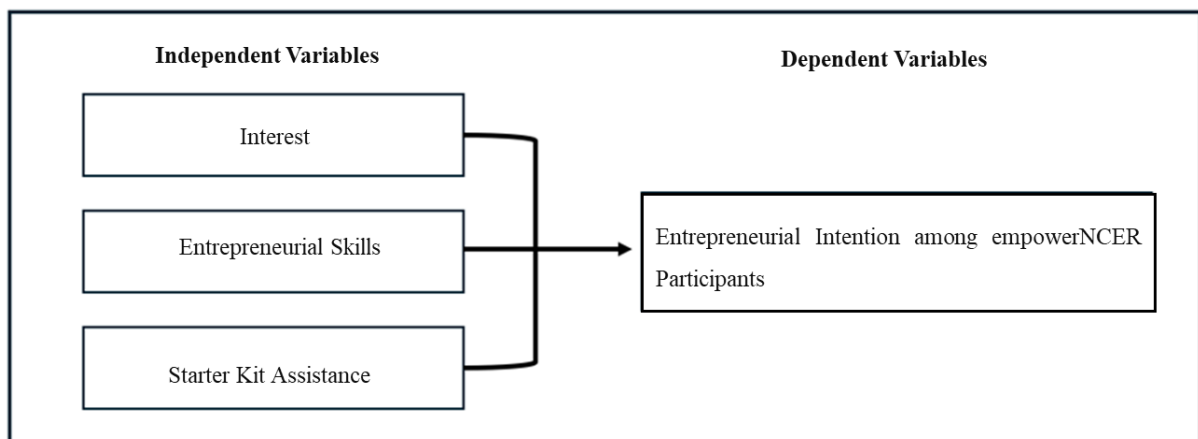 Independent Variables
Dependent Variables
Interest
Entrepreneurial Skills
Entrepreneurial Intention among empowerNCER
Participants
Starter Kit Assistance